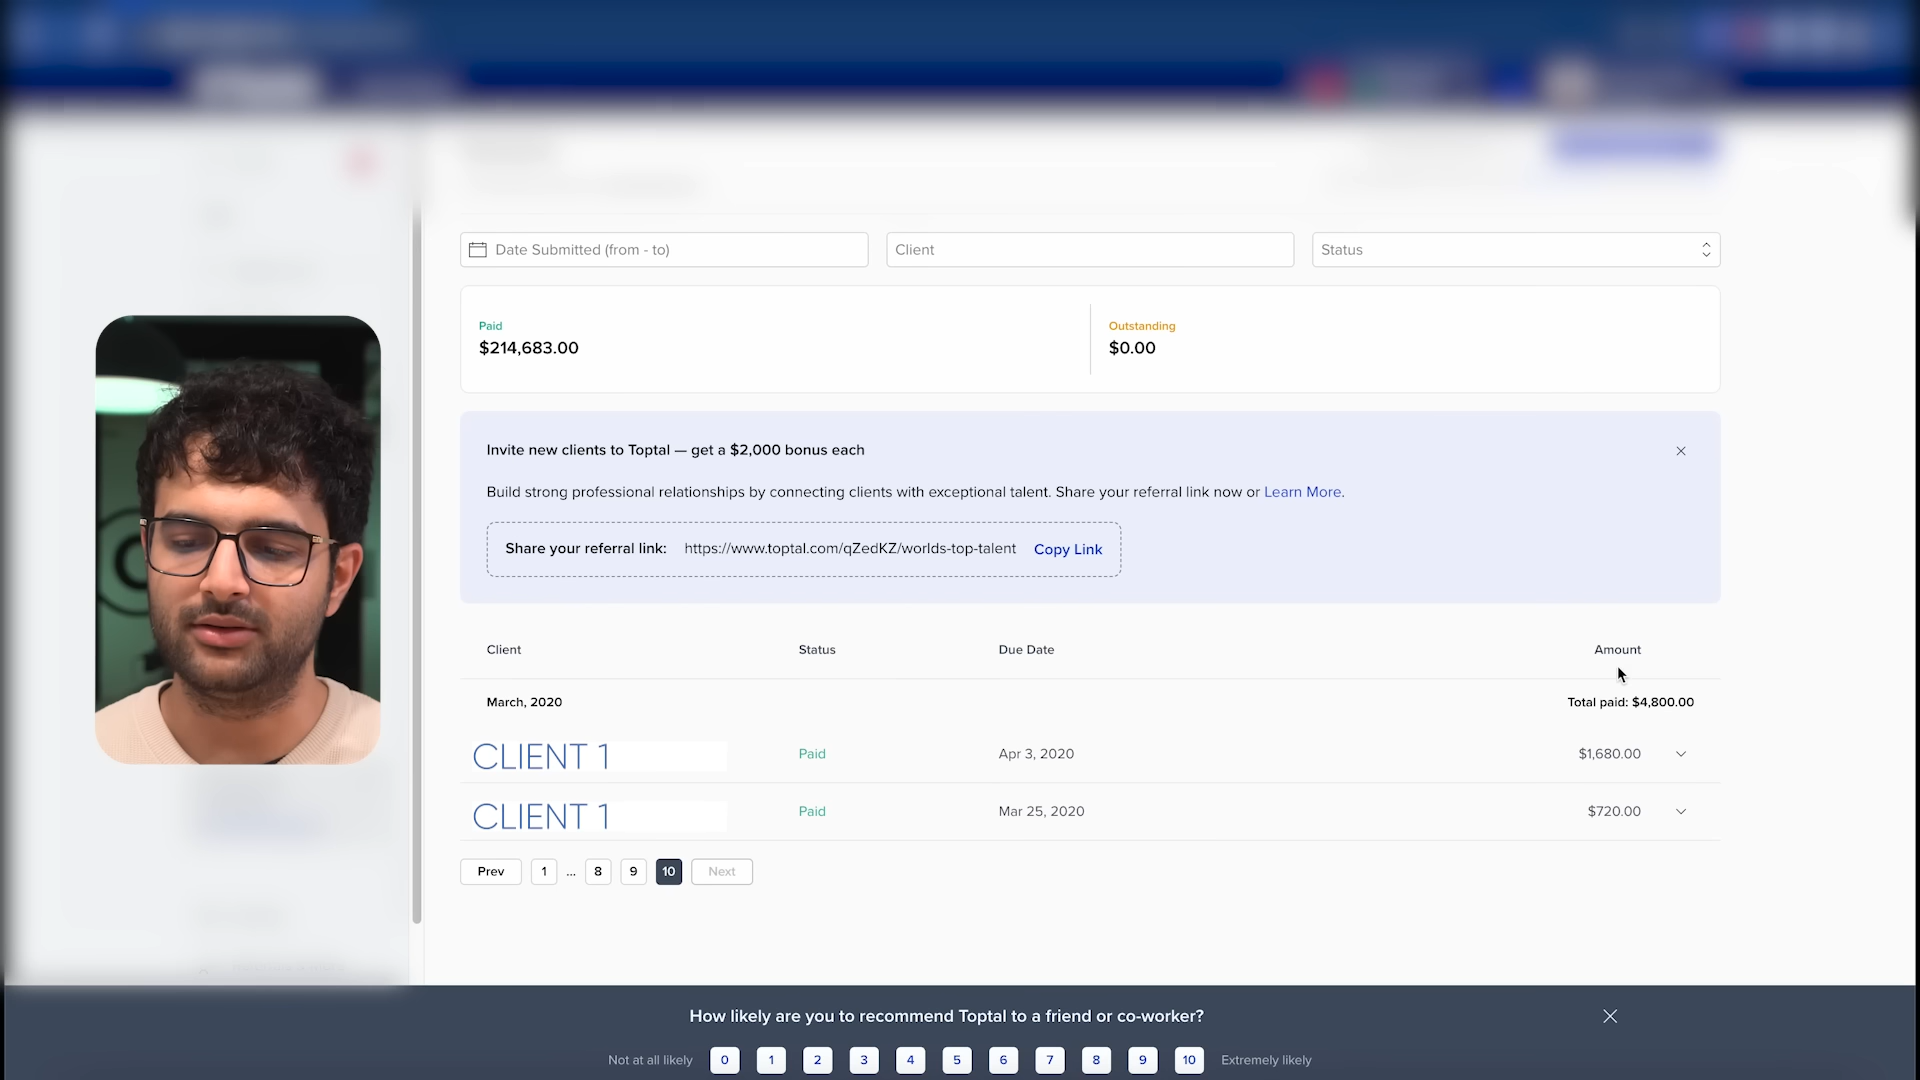 Date Submitted (from - to)
Client
Status
Paid
$214,683.00
Outstanding
$0.00
Invite new clients to Toptal — get a $2,000 bonus each
Build strong professional relationships by connecting clients with exceptional talent. Share your referral link now or Learn More.
Share your referral link: https://www.toptal.com/qZedKZ/worlds-top-talent Copy Link
Client Status Due Date Amount
March, 2020 Total paid: $4,800.00
CLIENT 1 Paid Apr 3, 2020 $1,680.00
CLIENT 1 Paid Mar 25, 2020 $720.00
Prev 1 ... 8 9 10 Next
How likely are you to recommend Toptal to a friend or co-worker?
Not at all likely 0 1 2 3 4 5 6 7 8 9 10 Extremely likely